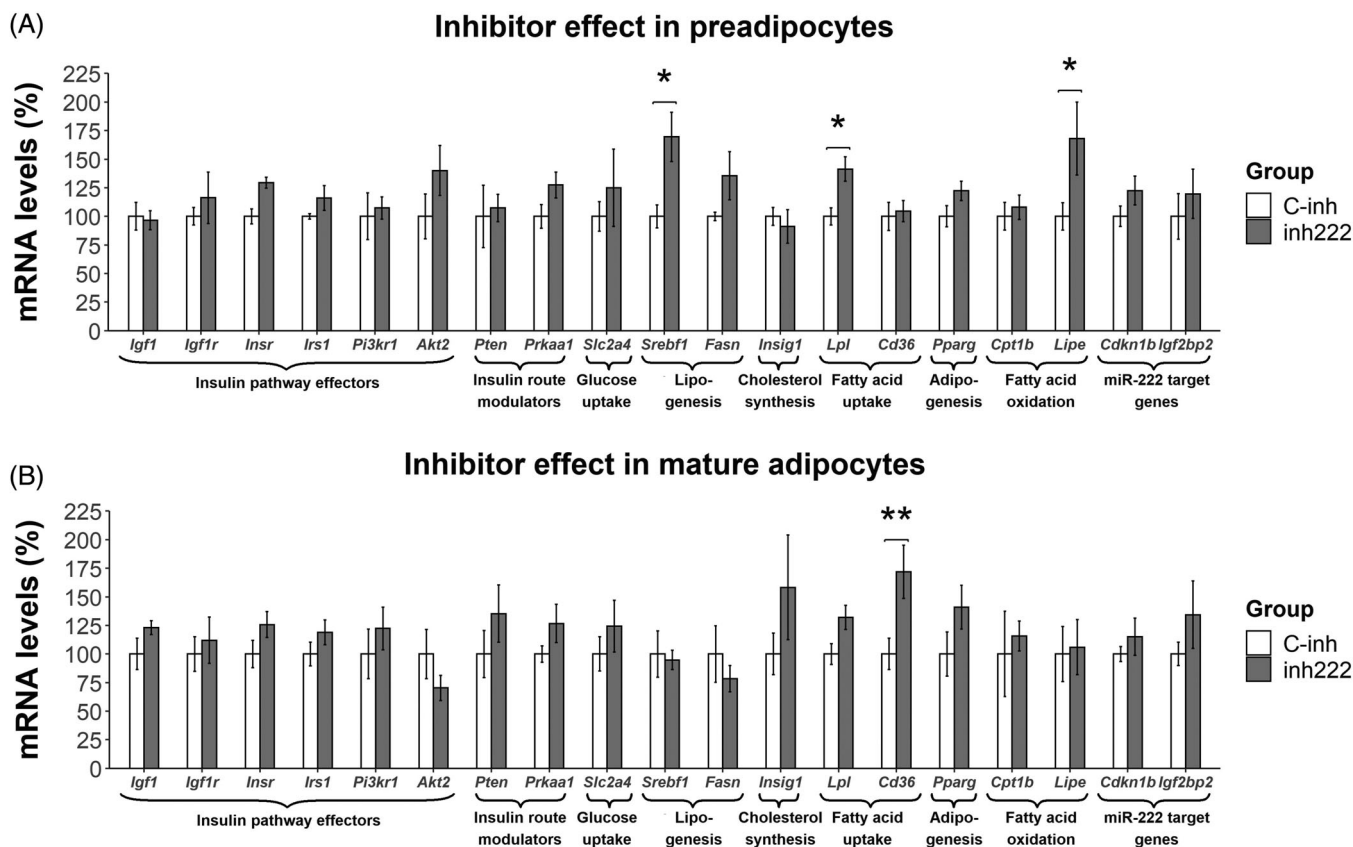 (A)
Inhibitor effect in preadipocytes
mRNA levels (%)
225
200
175
150
125
100
75
50
25
0
*
*
*
Igf1 Igf1r Insr Irs1 Pi3kr1 Akt2 Pten Prkaa1 Slc2a4 Srebf1 Fasn Insig1 Lpl Cd36 Pparg Cpt1b Lipe Cdkn1b Igf2bp2
Insulin pathway effectors
Insulin route
modulators
Glucose
uptake
Lipo-
genesis
Cholesterol
synthesis
Fatty acid
uptake
Adipo-
genesis
Fatty acid
oxidation
miR-222 target
genes
Group
C-inh
inh222
(B)
Inhibitor effect in mature adipocytes
mRNA levels (%)
225
200
175
150
125
100
75
50
25
0
**
Igf1 Igf1r Insr Irs1 Pi3kr1 Akt2 Pten Prkaa1 Slc2a4 Srebf1 Fasn Insig1 Lpl Cd36 Pparg Cpt1b Lipe Cdkn1b Igf2bp2
Insulin pathway effectors
Insulin route
modulators
Glucose
uptake
Lipo-
genesis
Cholesterol
synthesis
Fatty acid
uptake
Adipo-
genesis
Fatty acid
oxidation
miR-222 target
genes
Group
C-inh
inh222